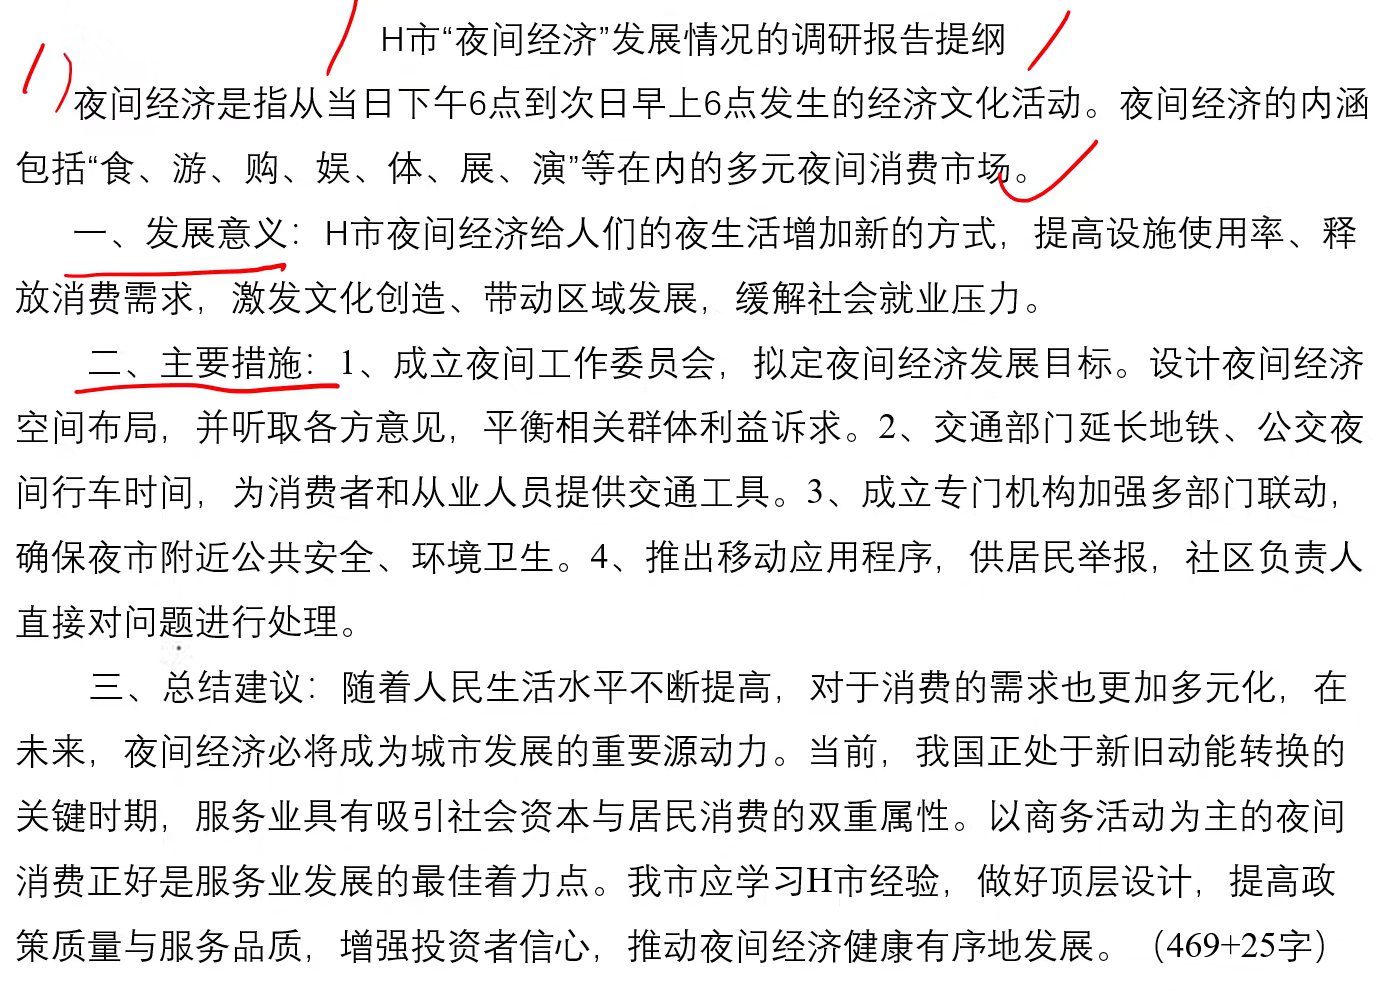 H市“夜间经济”发展情况的调研报告提纲
夜间经济是指从当日下午6点到次日早上6点发生的经济文化活动。夜间经济的内涵
包括“食、游、购、娱、体、展、演”等在内的多元夜间消费市场。
一、发展意义：H市夜间经济给人们的夜生活增加新的方式，提高设施使用率、释
放消费需求，激发文化创造、带动区域发展，缓解社会就业压力。
二、主要措施：1、成立夜间工作委员会，拟定夜间经济发展目标。设计夜间经济
空间布局，并听取各方意见，平衡相关群体利益诉求。2、交通部门延长地铁、公交夜
间行车时间，为消费者和从业人员提供交通工具。3、成立专门机构加强多部门联动，
确保夜市附近公共安全、环境卫生。4、推出移动应用程序，供居民举报，社区负责人
直接对问题进行处理。
三、总结建议：随着人民生活水平不断提高，对于消费的需求也更加多元化，在
未来，夜间经济必将成为城市发展的重要源动力。当前，我国正处于新旧动能转换的
关键时期，服务业具有吸引社会资本与居民消费的双重属性。以商务活动为主的夜间
消费正好是服务业发展的最佳着力点。我市应学习H市经验，做好顶层设计，提高政
策质量与服务品质，增强投资者信心，推动夜间经济健康有序地发展。（469+25字）